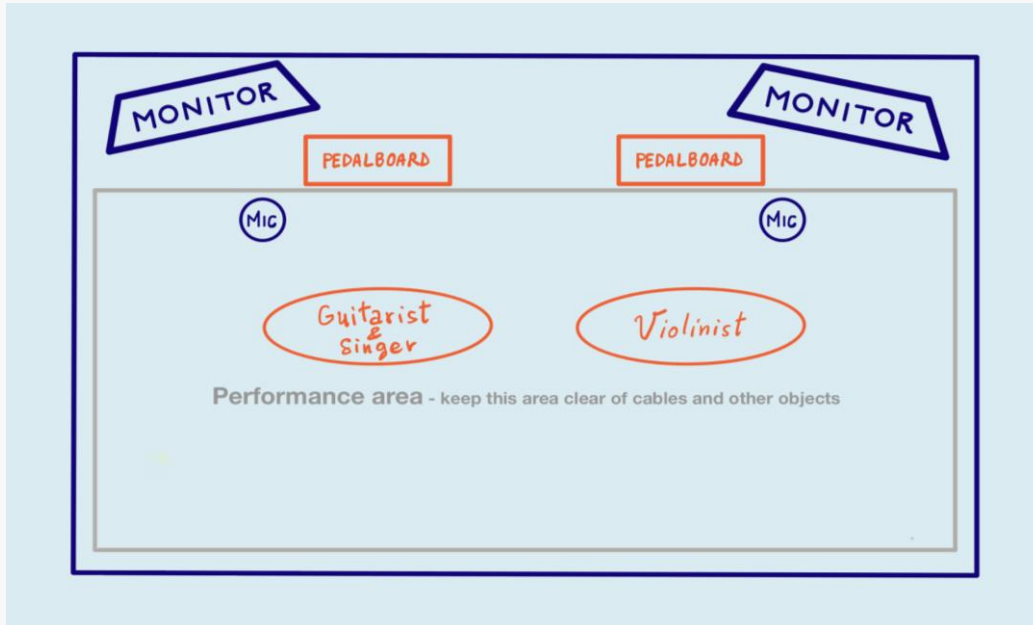 MONITOR
MONITOR
PEDALBOARD
PEDALBOARD
MIC
MIC
Guitarist
&
Singer
Violinist
Performance area - keep this area clear of cables and other objects